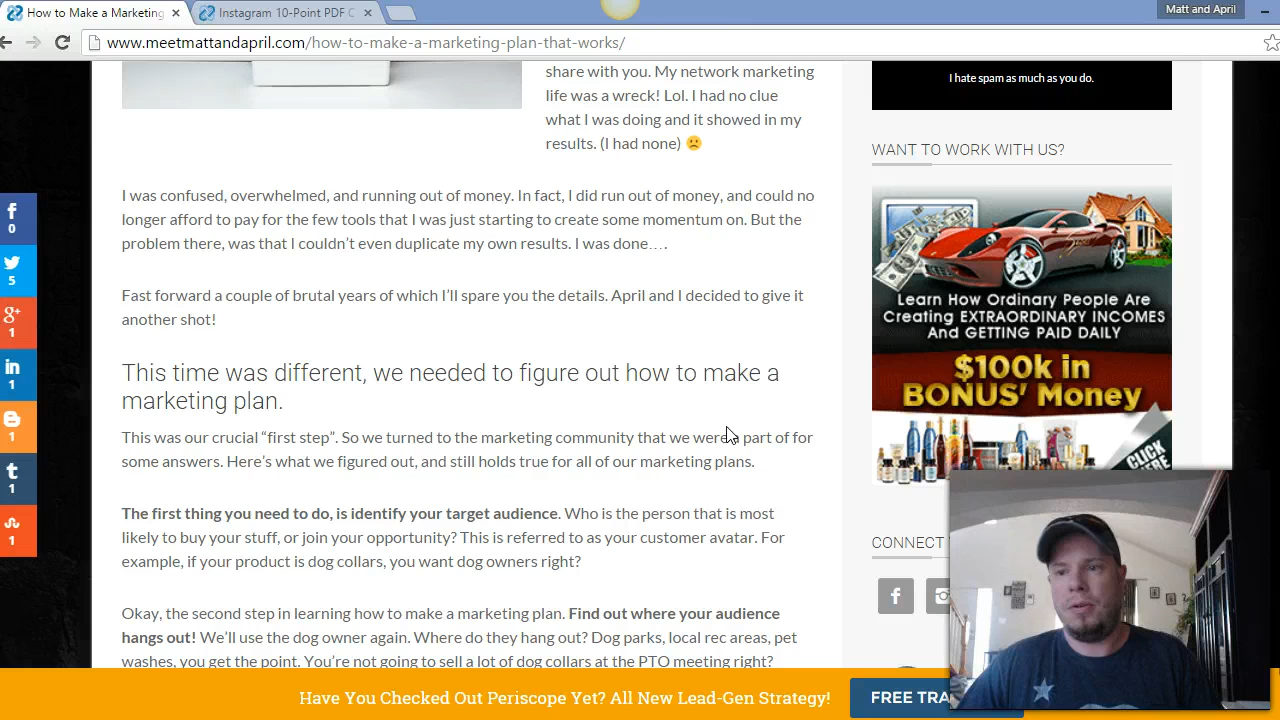 How to Make a Marketing
Instagram 10-Point PDF C
Matt and April
www.meetmattandapril.com/how-to-make-a-marketing-plan-that-works/
share with you. My network marketing
life was a wreck! Lol. I had no clue
what I was doing and it showed in my
results. (I had none)
I was confused, overwhelmed, and running out of money. In fact, I did run out of money, and could no
longer afford to pay for the few tools that I was just starting to create some momentum on. But the
problem there, was that I couldn't even duplicate my own results. I was done….
Fast forward a couple of brutal years of which I'll spare you the details. April and I decided to give it
another shot!
This time was different, we needed to figure out how to make a
marketing plan.
This was our crucial “first step”. So we turned to the marketing community that we were part of for
some answers. Here's what we figured out, and still holds true for all of our marketing plans.
The first thing you need to do, is identify your target audience. Who is the person that is most
likely to buy your stuff, or join your opportunity? This is referred to as your customer avatar. For
example, if your product is dog collars, you want dog owners right?
Okay, the second step in learning how to make a marketing plan. Find out where your audience
hangs out! We'll use the dog owner again. Where do they hang out? Dog parks, local rec areas, pet
washes, you get the point. You're not going to sell a lot of dog collars at the PTO meeting right?
0
5
g+
1
in
1
1
t
1
1
I hate spam as much as you do.
WANT TO WORK WITH US?
Learn How Ordinary People Are
Creating EXTRAORDINARY INCOMES
And GETTING PAID DAILY
$100k in
BONUS' Money
CLICK
CONNECT
Have You Checked Out Periscope Yet? All New Lead-Gen Strategy!
FREE TRA